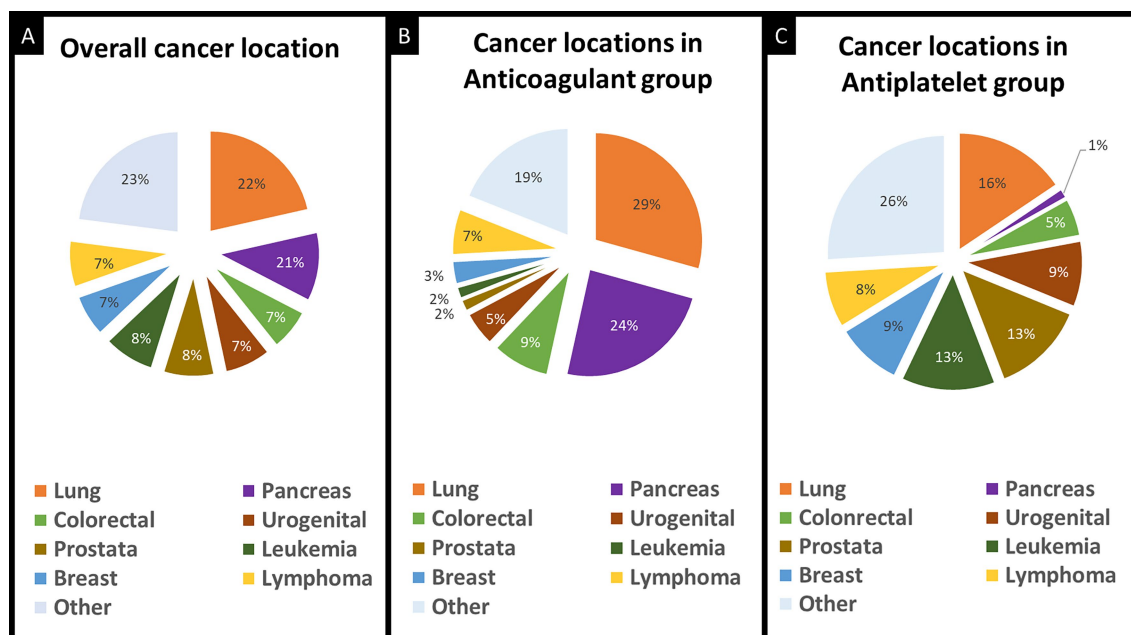 A
Overall cancer location
23%
22%
7%
21%
7%
7%
8%
8%
7%
Lung
Pancreas
Colorectal
Urogenital
Prostata
Leukemia
Breast
Lymphoma
Other
B
Cancer locations in
Anticoagulant group
19%
29%
7%
3%
2%
2%
5%
9%
24%
Lung
Pancreas
Colorectal
Urogenital
Prostata
Leukemia
Breast
Lymphoma
Other
C
Cancer locations in
Antiplatelet group
1%
16%
26%
5%
9%
8%
13%
9%
13%
Lung
Pancreas
Colonrectal
Urogenital
Prostata
Leukemia
Breast
Lymphoma
Other